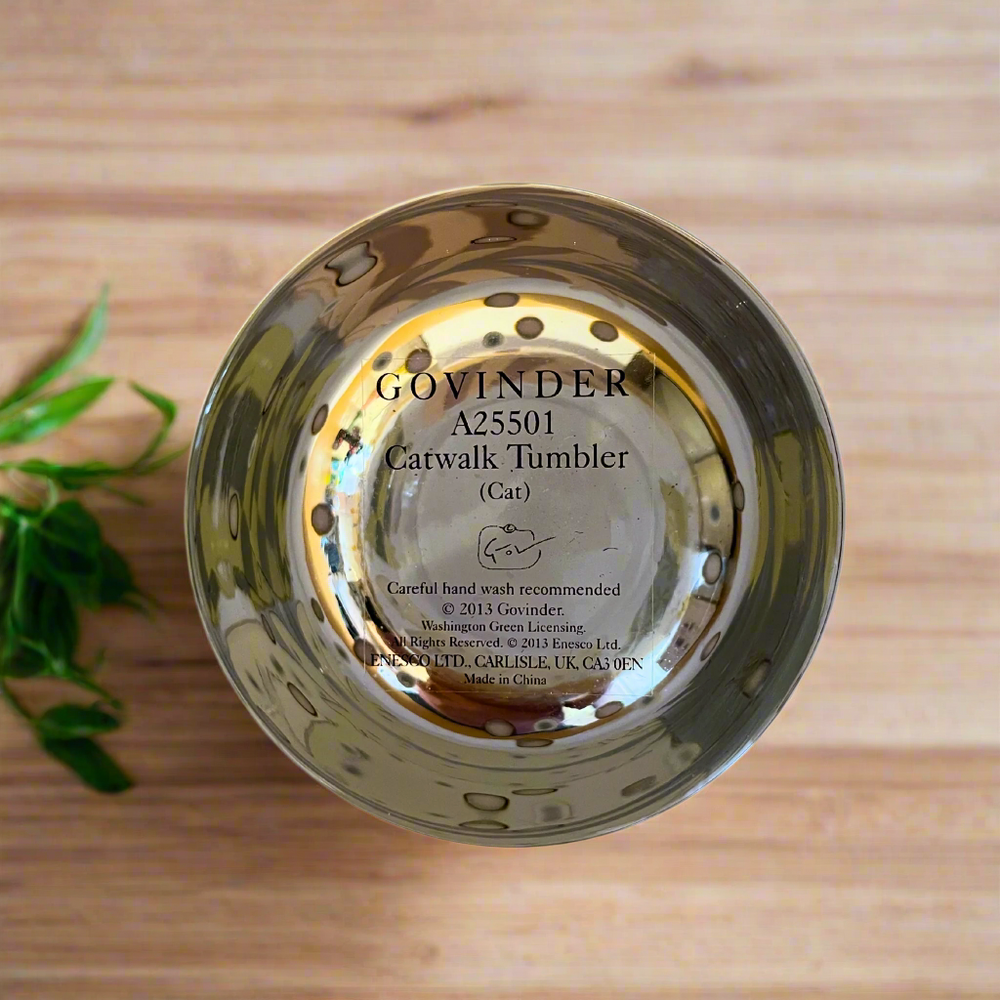 GOVINDER
A25501
Catwalk Tumbler
(Cat)
©
Gov
Careful hand wash recommended
© 2013 Govinder.
Washington Green Licensing.
All Rights Reserved. © 2013 Enesco Ltd.
ENESCO LTD., CARLISLE, UK, CA3 0EN
Made in China